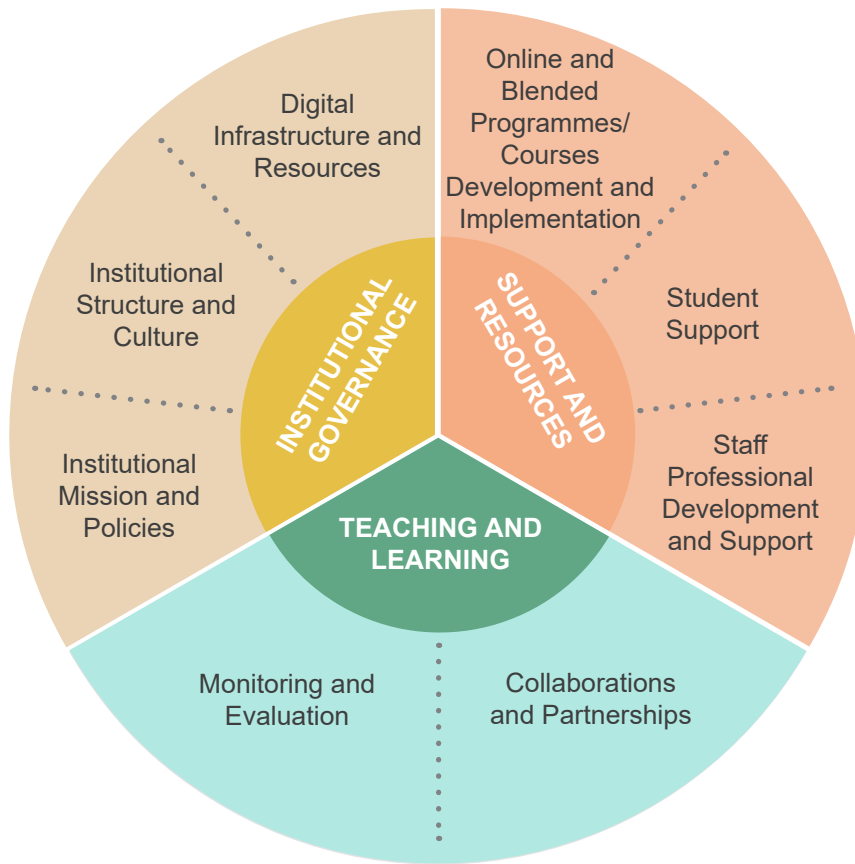 Digital
Infrastructure and
Resources
Institutional
Structure and
Culture
Institutional
Mission and
Policies
INSTITUTIONAL
GOVERNANCE
Online and
Blended
Programmes/
Courses
Development and
Implementation
Student
Support
Staff
Professional
Development
and Support
SUPPORT AND
RESOURCES
TEACHING AND
LEARNING
Monitoring and
Evaluation
Collaborations
and Partnerships